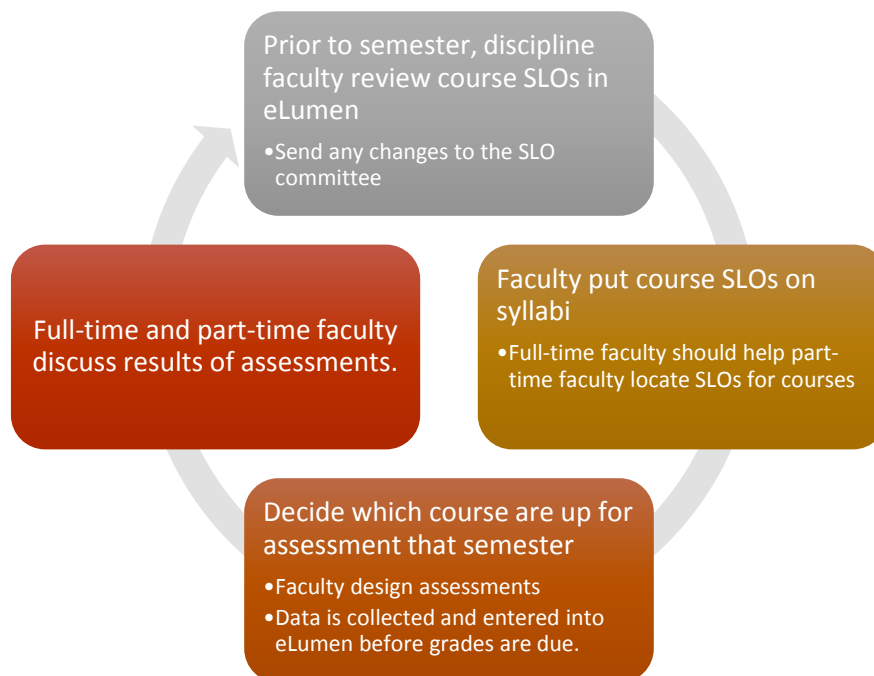 Prior to semester, discipline
faculty review course SLOs in
eLumen
•Send any changes to the SLO
committee
Faculty put course SLOs on
syllabi
•Full-time faculty should help part-
time faculty locate SLOs for courses
Decide which course are up for
assessment that semester
•Faculty design assessments
•Data is collected and entered into
eLumen before grades are due.
Full-time and part-time faculty
discuss results of assessments.